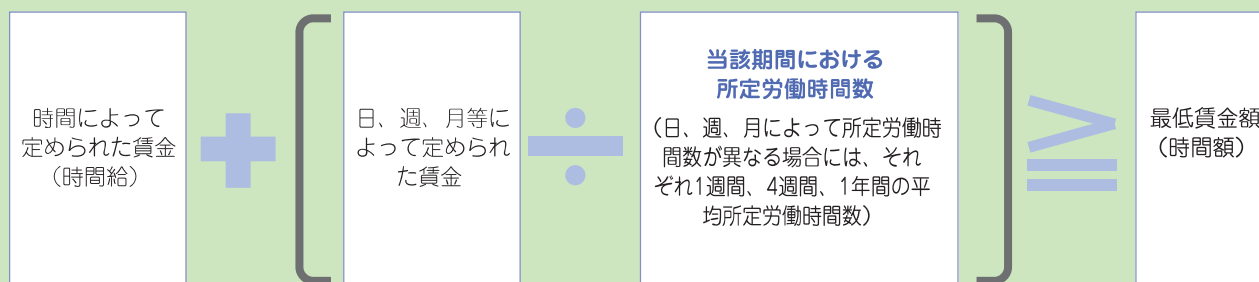 時間によって
定められた賃金
（時間給）
＋
日、週、月等に
よって定められ
た賃金
÷
当該期間における
所定労働時間数
（日、週、月によって所定労働時
間数が異なる場合には、それ
ぞれ1週間、4週間、1年間の平
均所定労働時間数）
≧
最低賃金額
（時間額）